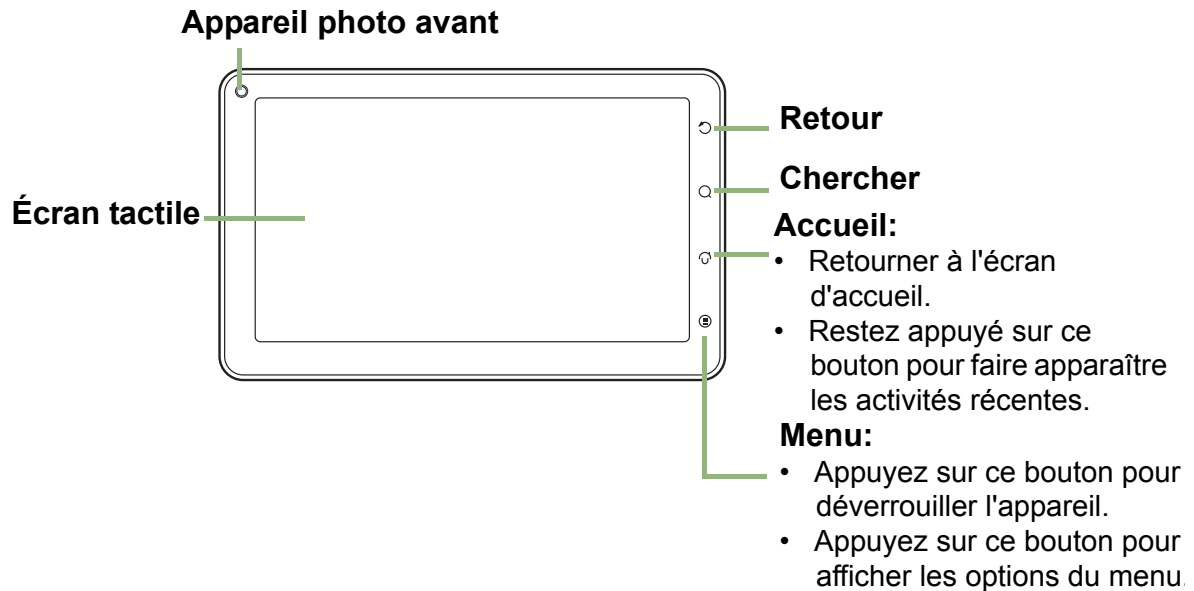 Appareil photo avant
Retour
Chercher
Écran tactile
Accueil:
• Retourner à l'écran
d'accueil.
• Restez appuyé sur ce
bouton pour faire apparaître
les activités récentes.
Menu:
• Appuyez sur ce bouton pour
déverrouiller l'appareil.
• Appuyez sur ce bouton pour
afficher les options du menu.